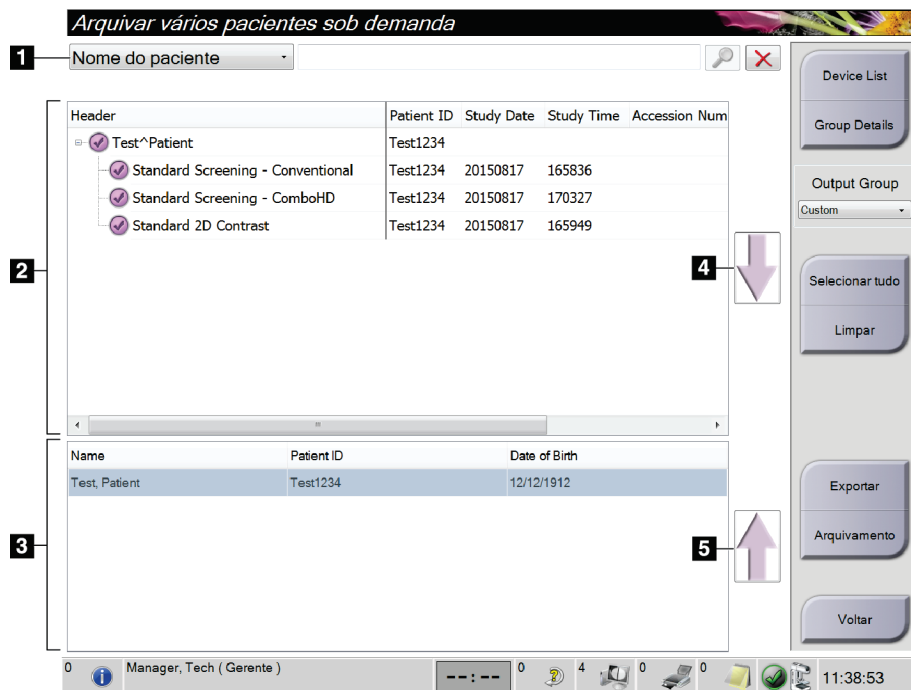 Arquivar vários pacientes sob demanda
1
Nome do paciente
Device List
Group Details
Output Group
Custom
Selecionar tudo
Limpar
Exportar
Arquivamento
Voltar
2
Header Patient ID Study Date Study Time Accession Num
Test^Patient Test1234
Standard Screening - Conventional Test1234 20150817 165836
Standard Screening - ComboHD Test1234 20150817 170327
Standard 2D Contrast Test1234 20150817 165949
4
3
Name Patient ID Date of Birth
Test, Patient Test1234 12/12/1912
5
0 Manager, Tech ( Gerente ) --:-- 0 4 0 0 11:38:53